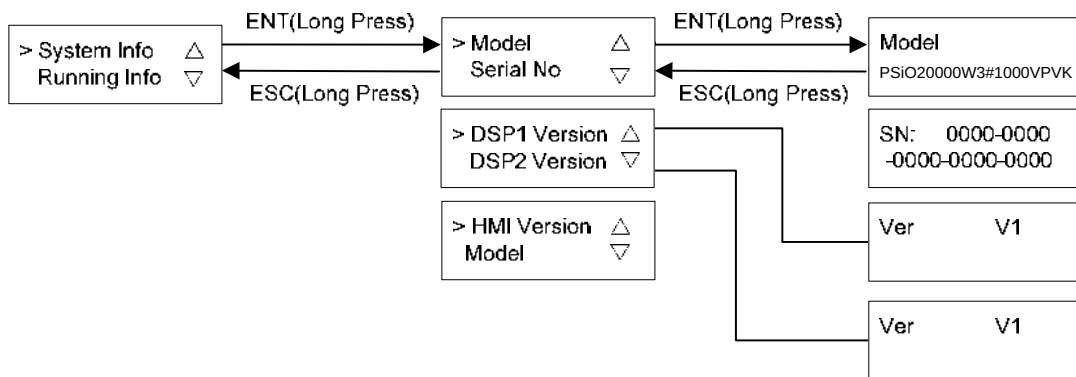 ENT(Long Press)
ENT(Long Press)
> System Info △
Running Info ▽
> Model △
Serial No ▽
Model
PSiO20000W3#1000VPVK
ESC(Long Press)
ESC(Long Press)
> DSP1 Version △
DSP2 Version ▽
SN: 0000-0000
-0000-0000-0000
> HMI Version △
Model ▽
Ver V1
Ver V1